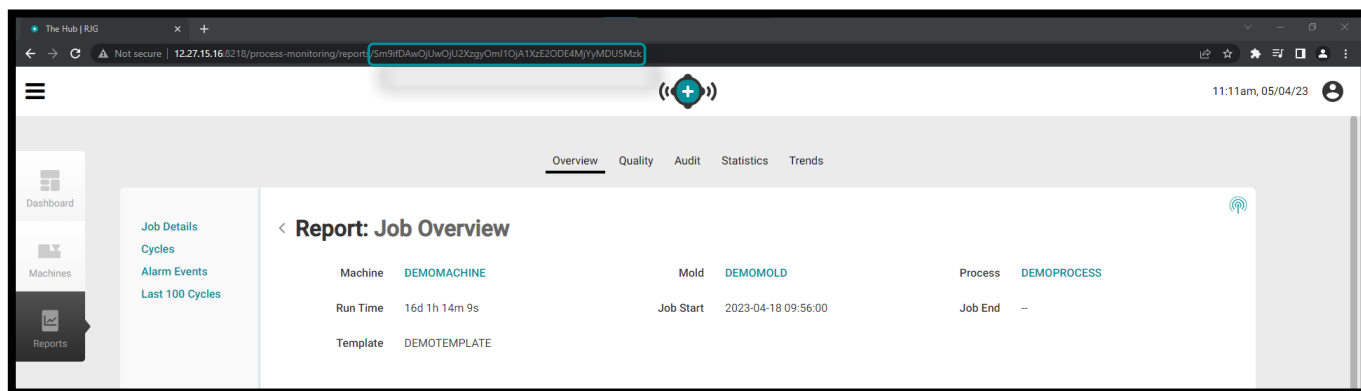 The Hub | RJG
Not secure | 12.27.15.16:8218/process-monitoring/reports/Sm9ifDAwOjUwOjU2XzgyOmI1OjA1XzE2ODE4MjYyMDU5Mzk
11:11am, 05/04/23
Overview Quality Audit Statistics Trends
Dashboard
Machines
Reports
Job Details
Cycles
Alarm Events
Last 100 Cycles
< Report: Job Overview
Machine DEMOMACHINE Mold DEMOMOLD Process DEMOPROCESS
Run Time 16d 1h 14m 9s Job Start 2023-04-18 09:56:00 Job End --
Template DEMOTEMPLATE